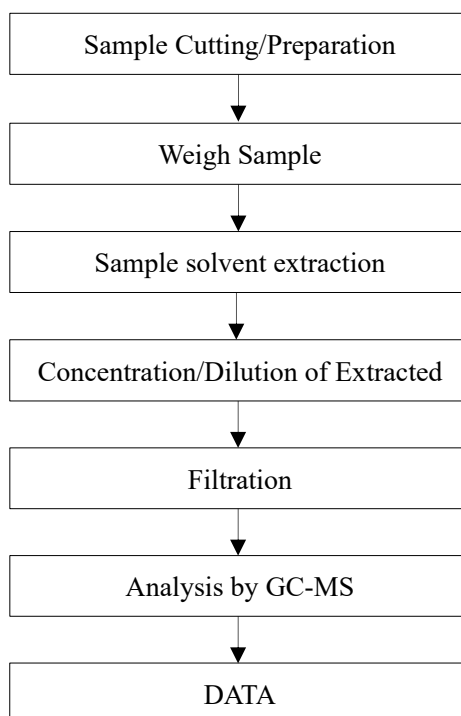 Sample Cutting/Preparation
Weigh Sample
Sample solvent extraction
Concentration/Dilution of Extracted
Filtration
Analysis by GC-MS
DATA